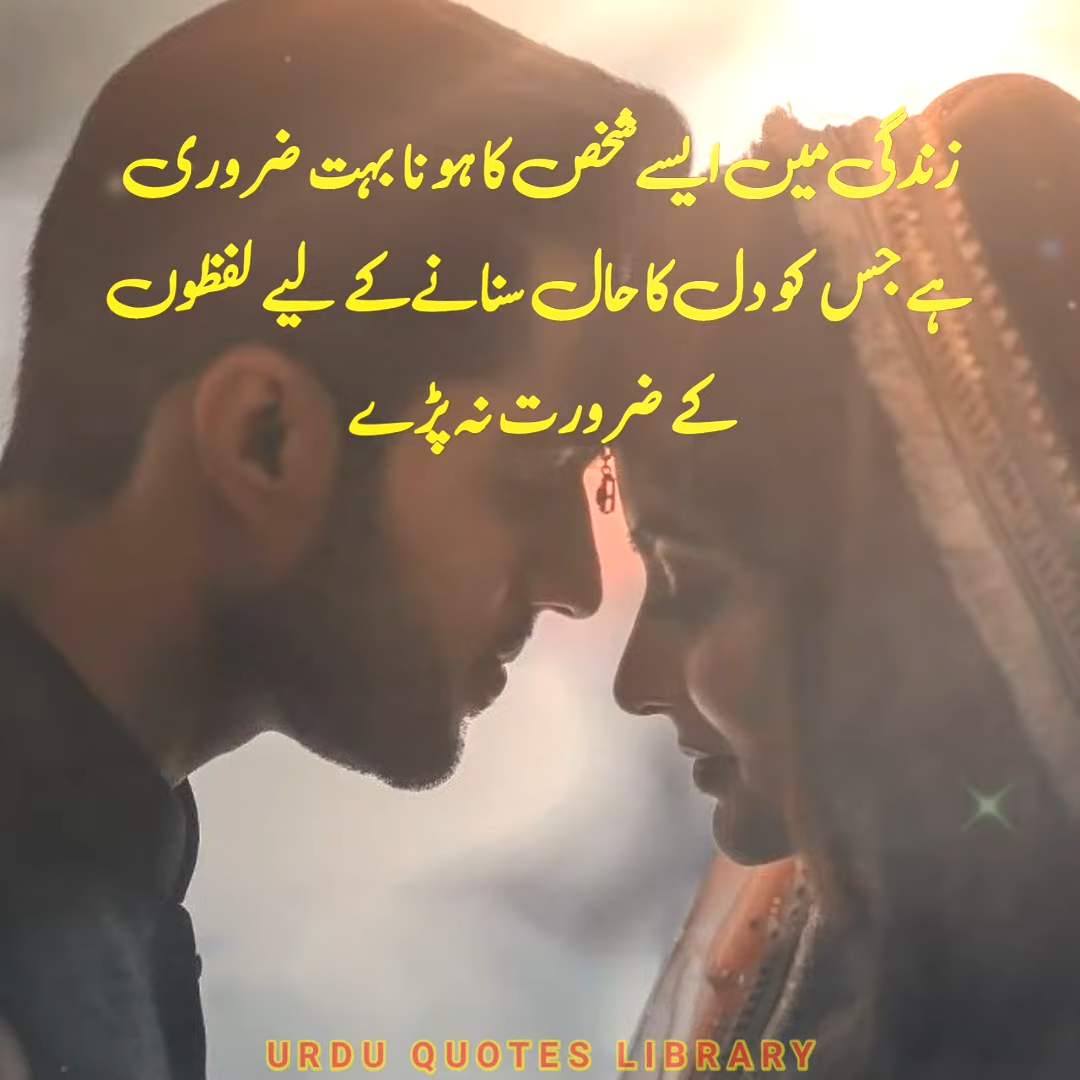 زندگی میں ایسے شخص کا ہونا بہت ضروری
ہے جس کو دل کا حال سنانے کے لیے لفظوں
کے ضرورت نہ پڑے
URDU QUOTES LIBRARY